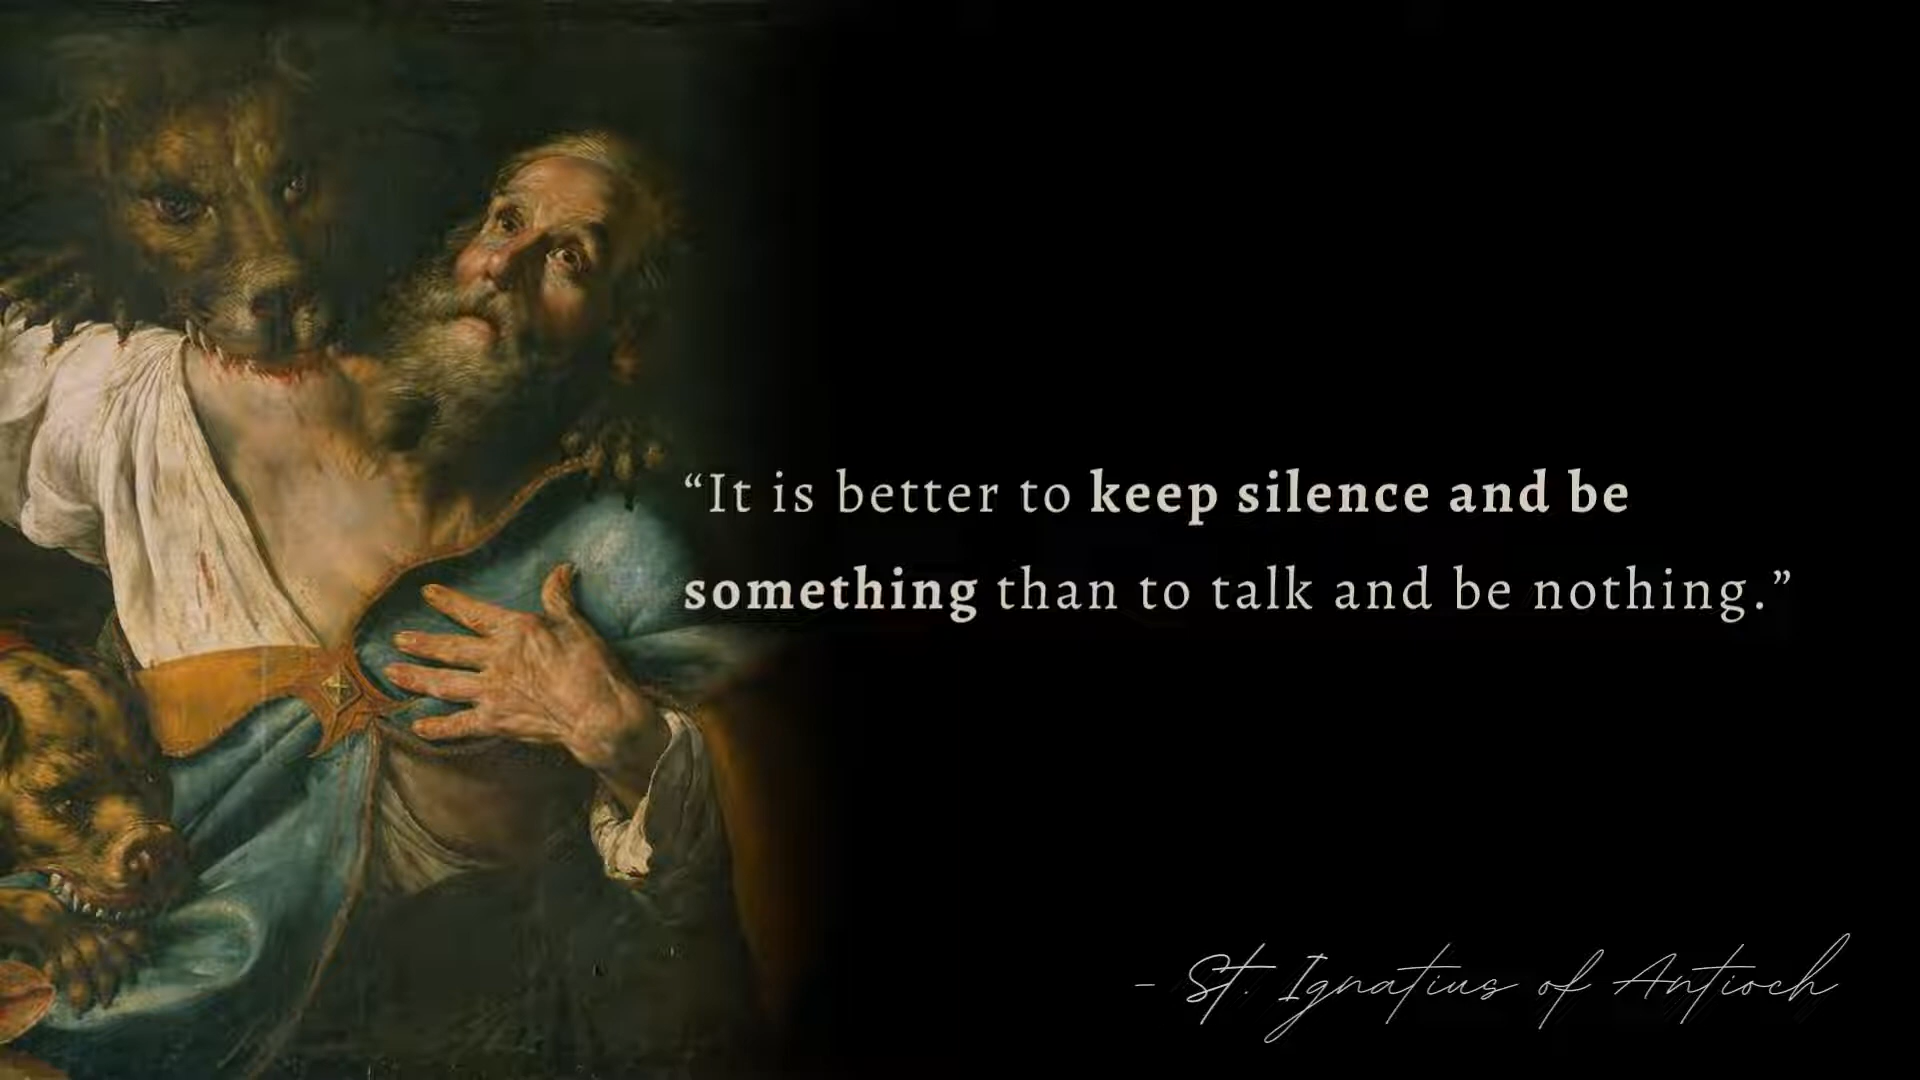 “It is better to keep silence and be
something than to talk and be nothing.”
– St. Ignatius of Antioch